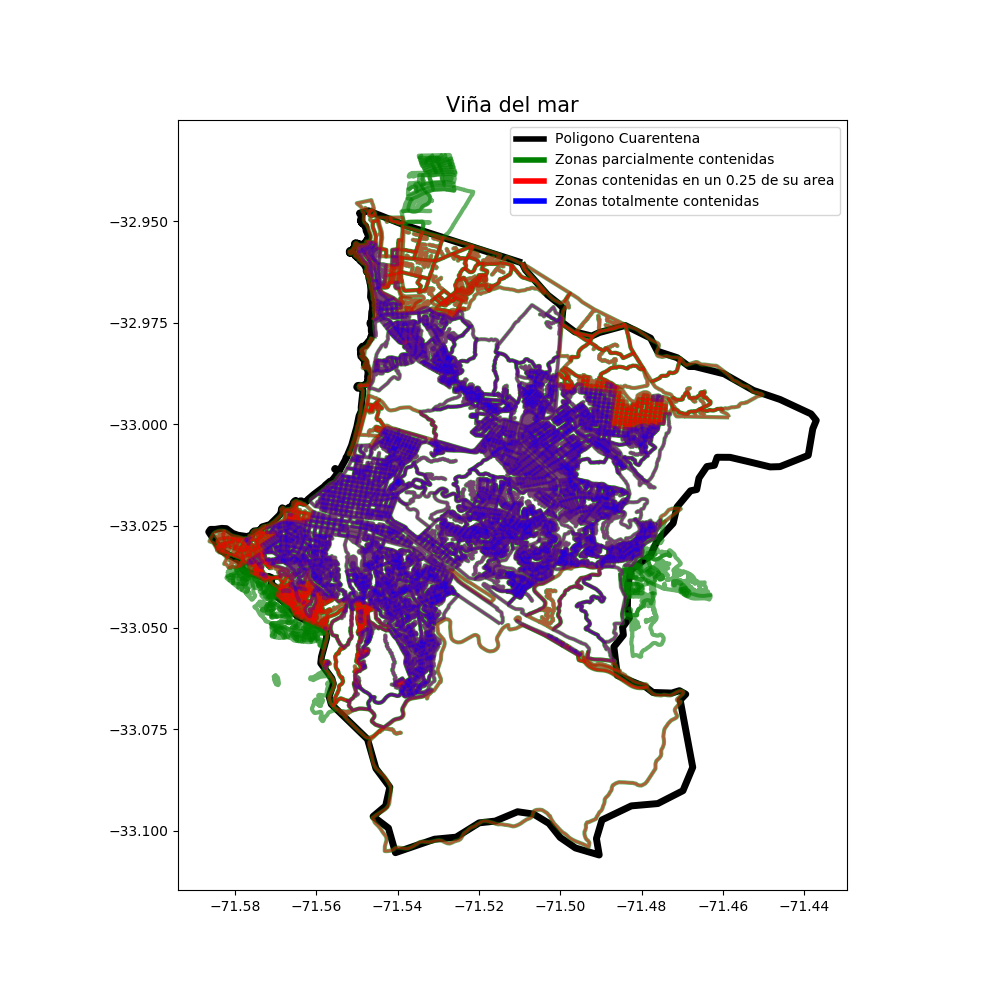 Viña del mar
Poligono Cuarentena
Zonas parcialmente contenidas
Zonas contenidas en un 0.25 de su area
Zonas totalmente contenidas
−32.950
−32.975
−33.000
−33.025
−33.050
−33.075
−33.100
−71.58 −71.56 −71.54 −71.52 −71.50 −71.48 −71.46 −71.44